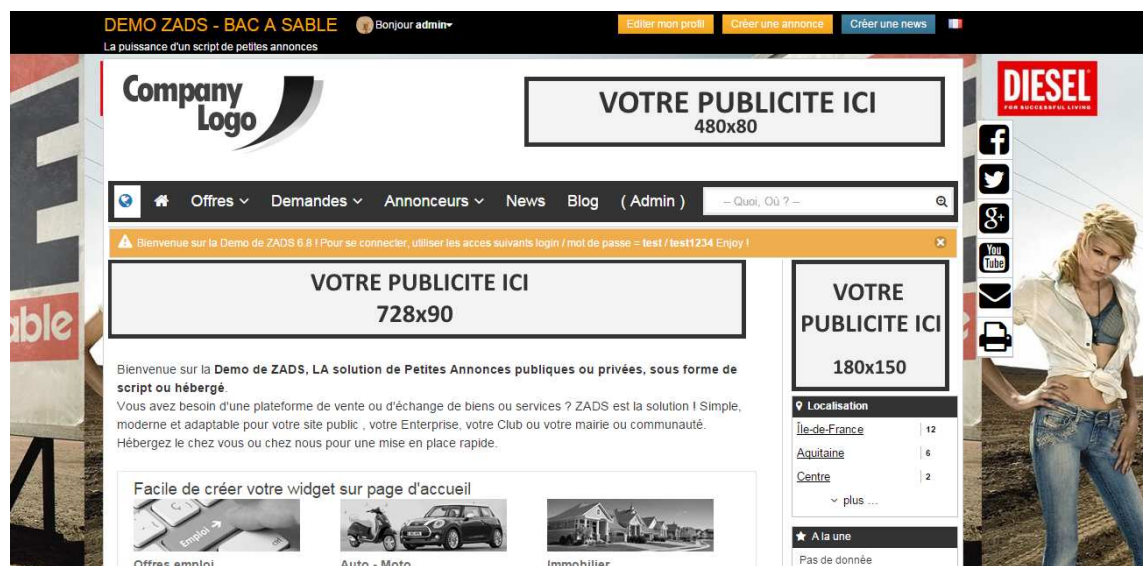 DEMO ZADS - BAC A SABLE
Bonjour admin
Editer mon profil
Créer une annonce
Créer une news
La puissance d'un script de petites annonces
Company
Logo
VOTRE PUBLICITE ICI
480x80
DIESEL
FOR SUCCESSFUL LIVING
Offres
Demandes
Annonceurs
News
Blog
( Admin )
-- Quoi, Où ? --
Bienvenue sur la Demo de ZADS 6.8 ! Pour se connecter, utiliser les acces suivants login / mot de passe = test / test1234 Enjoy !
You
Tube
8+
VOTRE PUBLICITE ICI
728x90
VOTRE
PUBLICITE ICI
180x150
able
Bienvenue sur la Demo de ZADS, LA solution de Petites Annonces publiques ou privées, sous forme de
script ou hébergé.
Vous avez besoin d'une plateforme de vente ou d'échange de biens ou services ? ZADS est la solution ! Simple,
moderne et adaptable pour votre site public , votre Enterprise, votre Club ou votre mairie ou communauté.
Hébergez le chez vous ou chez nous pour une mise en place rapide.
Localisation
Île-de-France 12
Aquitaine 6
Centre 2
plus ...
Facile de créer votre widget sur page d'accueil
Emploi
Offres emploi
Auto - Moto
Immobilier
A la une
Pas de donnée